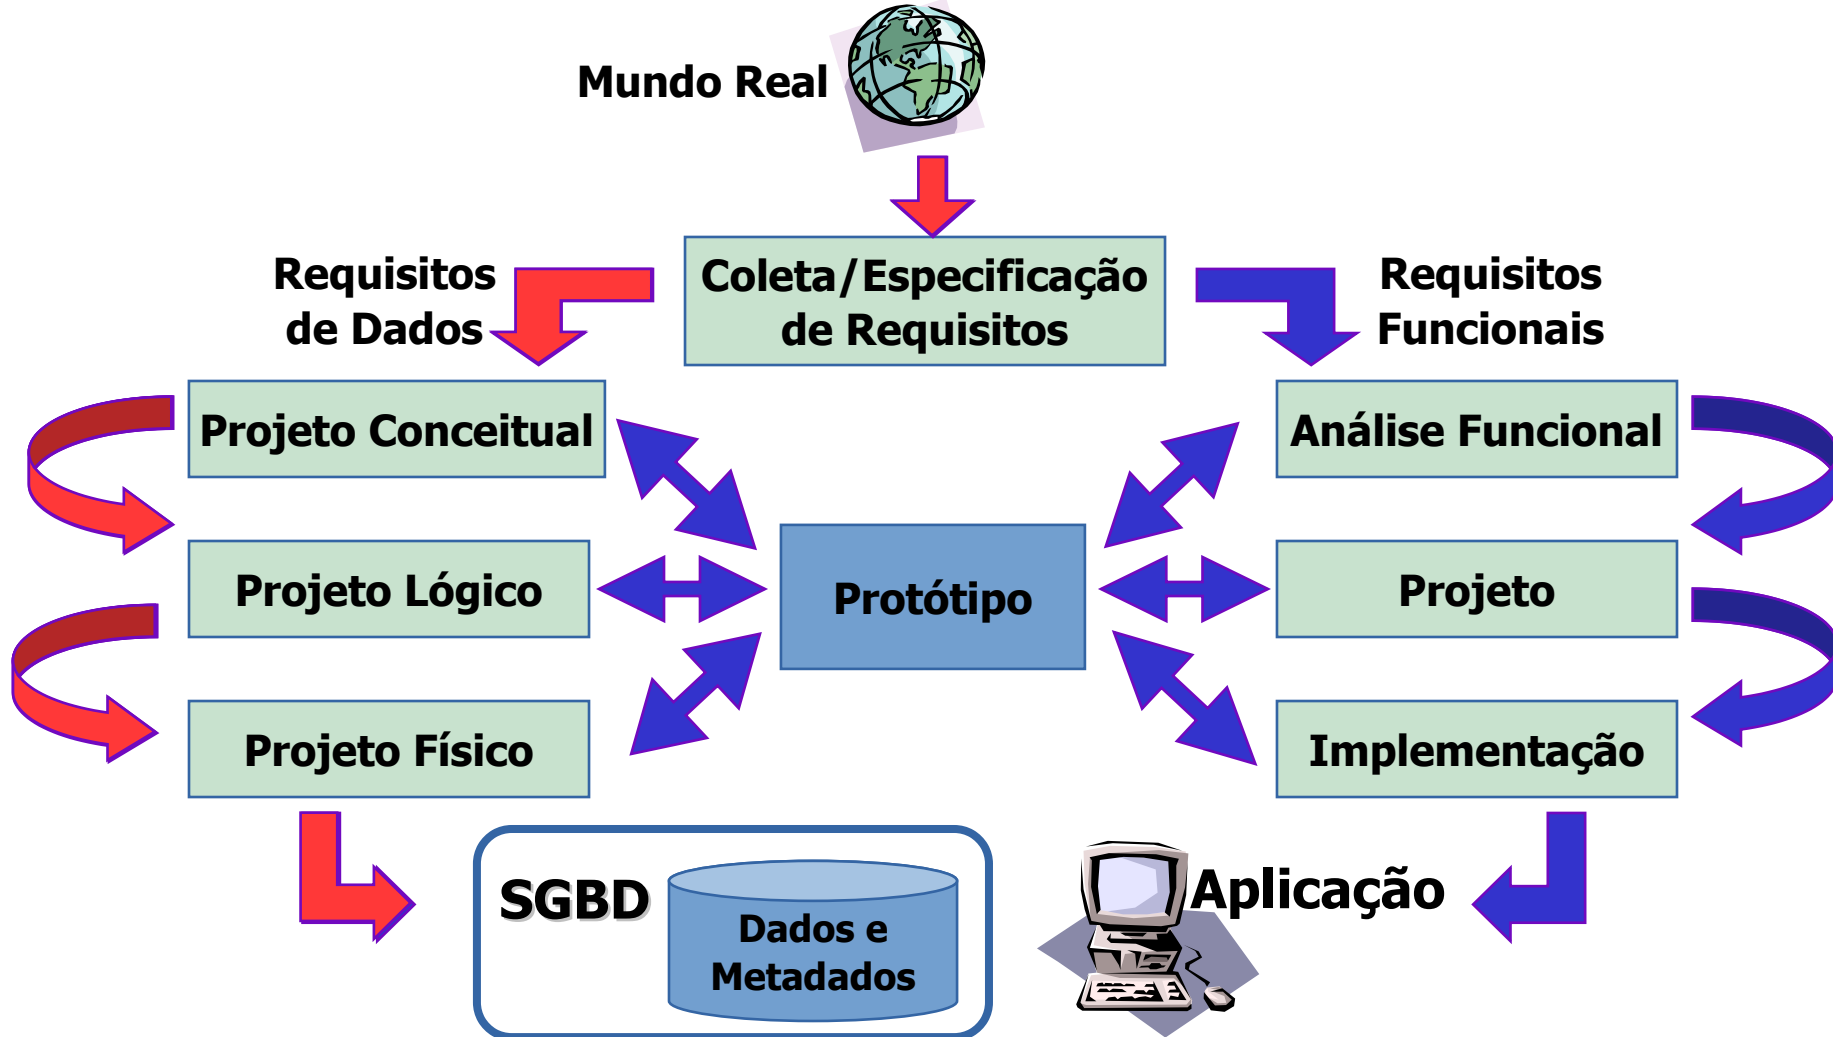 Mundo Real
Coleta/Especificação
de Requisitos
Requisitos
de Dados
Requisitos
Funcionais
Projeto Conceitual
Análise Funcional
Projeto Lógico
Protótipo
Projeto
Projeto Físico
Implementação
SGBD
Dados e
Metadados
Aplicação